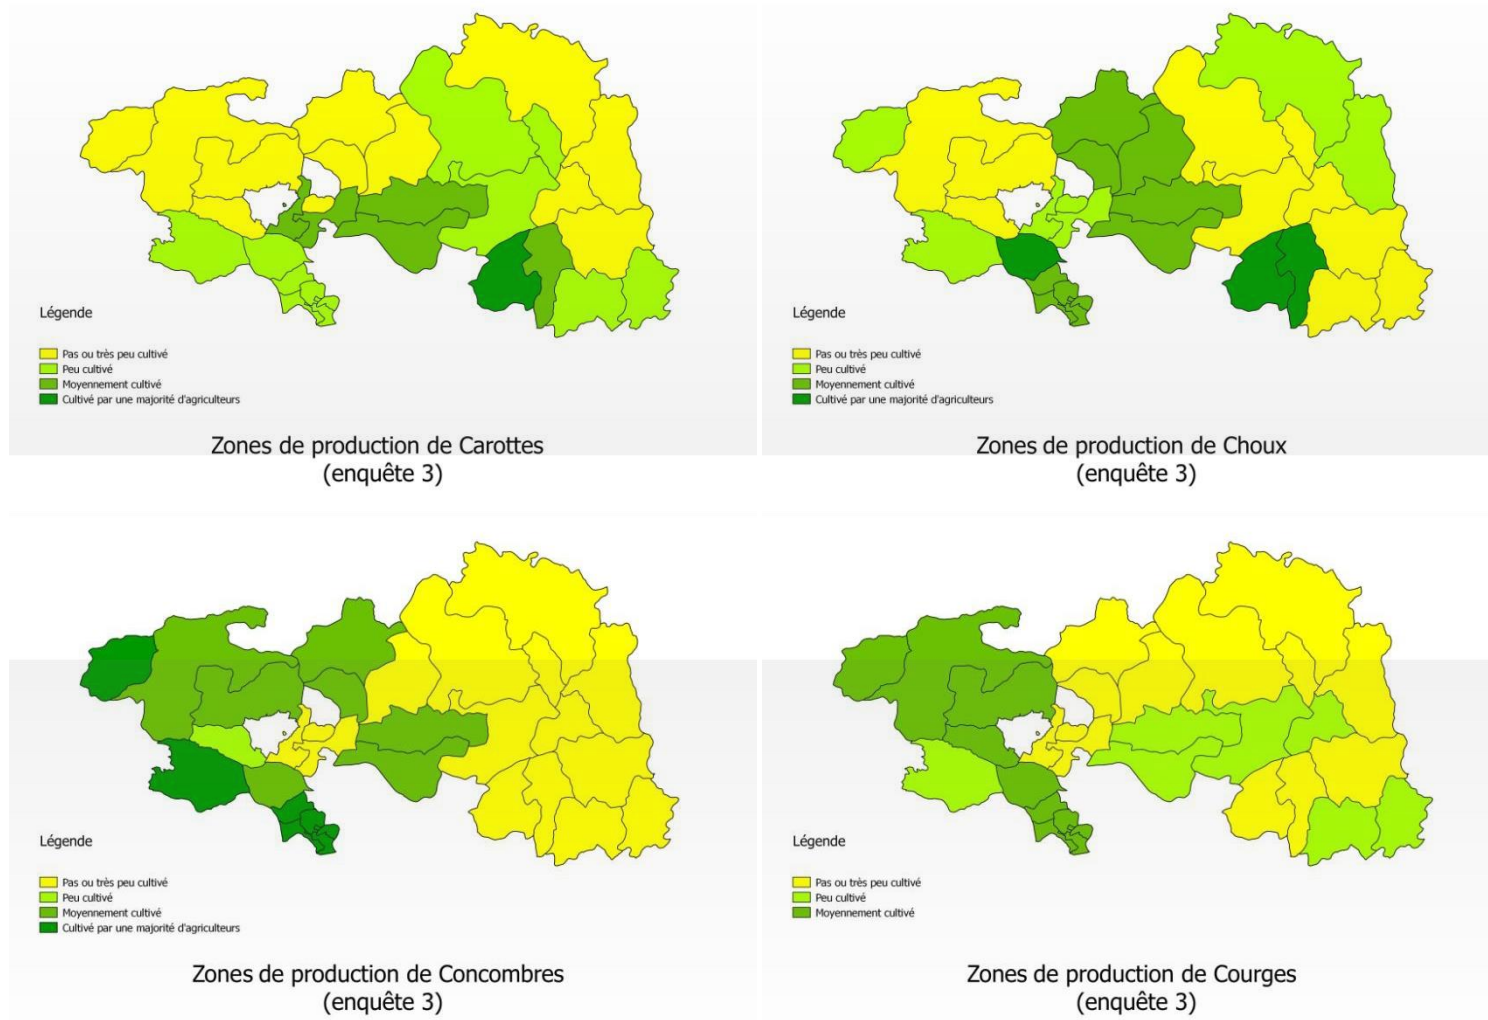 Légende
Pas ou très peu cultivé
Peu cultivé
Moyennement cultivé
Cultivé par une majorité d'agriculteurs
Zones de production de Carottes
(enquête 3)
Légende
Pas ou très peu cultivé
Peu cultivé
Moyennement cultivé
Cultivé par une majorité d'agriculteurs
Zones de production de Choux
(enquête 3)
Légende
Pas ou très peu cultivé
Peu cultivé
Moyennement cultivé
Cultivé par une majorité d'agriculteurs
Zones de production de Concombres
(enquête 3)
Légende
Pas ou très peu cultivé
Peu cultivé
Moyennement cultivé
Zones de production de Courges
(enquête 3)